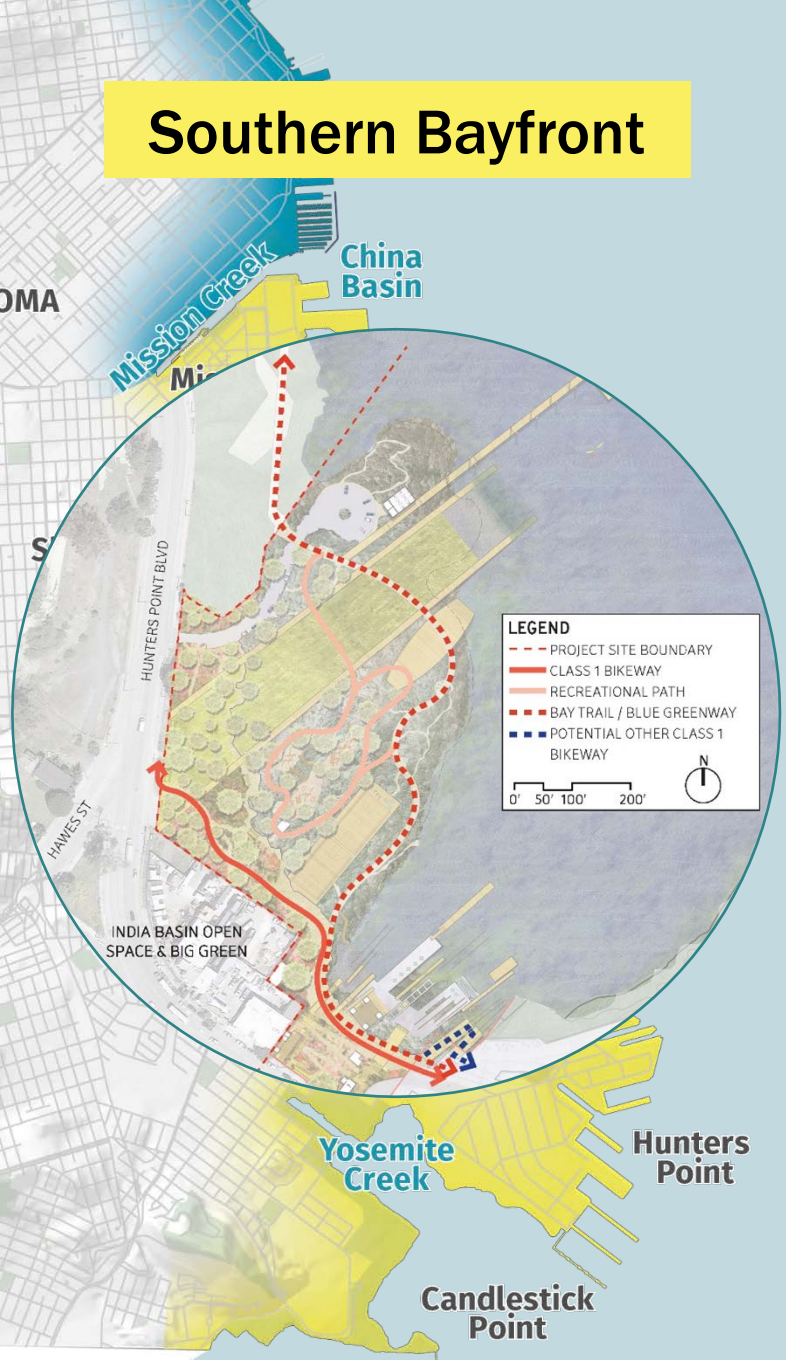 Southern Bayfront
China
Basin
Mission Creek
OMA
HUNTERS POINT BLVD
LEGEND
PROJECT SITE BOUNDARY
CLASS 1 BIKEWAY
RECREATIONAL PATH
BAY TRAIL / BLUE GREENWAY
POTENTIAL OTHER CLASS 1
BIKEWAY
N
0' 50' 100' 200'
HAWES ST
INDIA BASIN OPEN
SPACE & BIG GREEN
Yosemite
Creek
Hunters
Point
Candlestick
Point